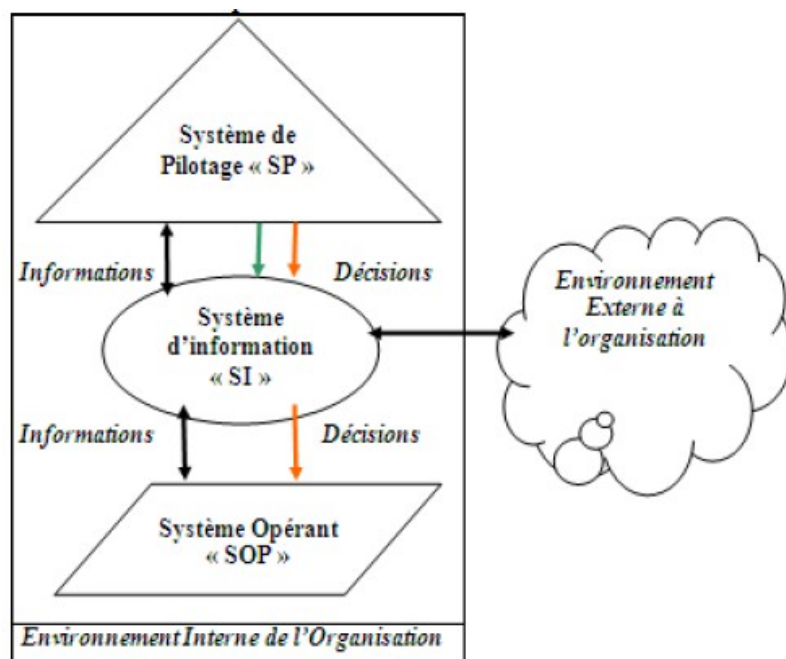 Système de
Pilotage « SP »
Informations
Décisions
Système
d'information
« SI »
Environnement
Externe à
l'organisation
Informations
Décisions
Système Opérant
« SOP »
Environnement Interne de l'Organisation